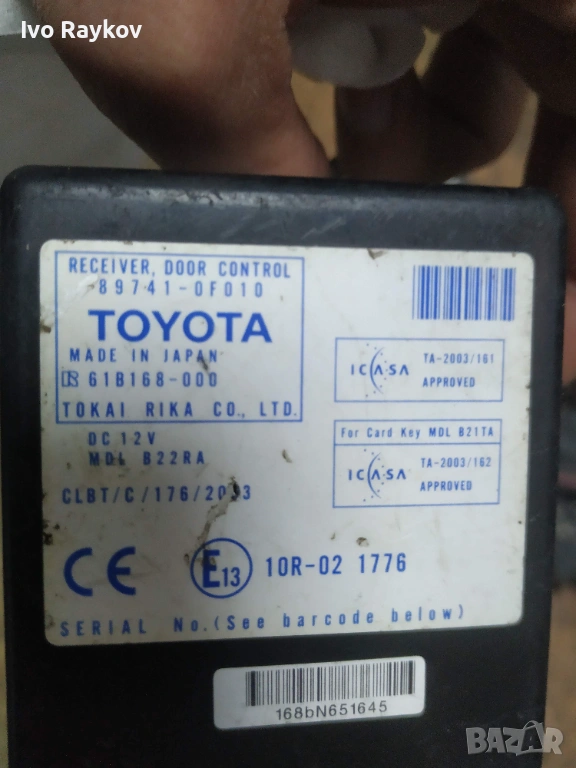 Ivo Raykov
RECEIVER, DOOR CONTROL
89741-0F010
TOYOTA
MADE IN JAPAN
61B168-000
TOKAI RIKA CO., LTD.
DC 12V
MDL B22RA
CLBT/C/176/2003
ICASA
TA-2003/161
APPROVED
For Card Key MDL B21TA
ICASA
TA-2003/162
APPROVED
CE
E13
10R-02 1776
SERIAL No.(See barcode below)
168bN651645
BAZAR